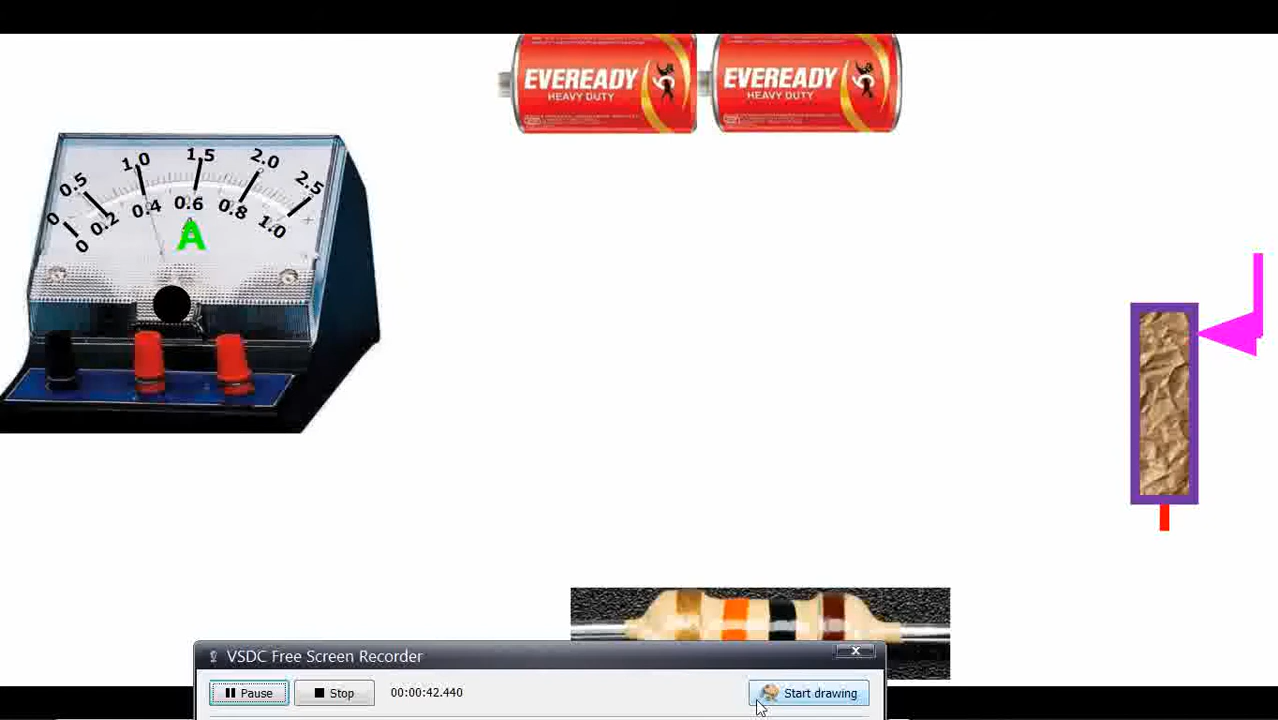 EVEREADY EVEREADY
HEAVY DUTY HEAVY DUTY
0 0.5 1.0 1.5 2.0 2.5
0 0.2 0.4 0.6 0.8 1.0
A
VSDC Free Screen Recorder
Pause Stop 00:00:42.440 Start drawing